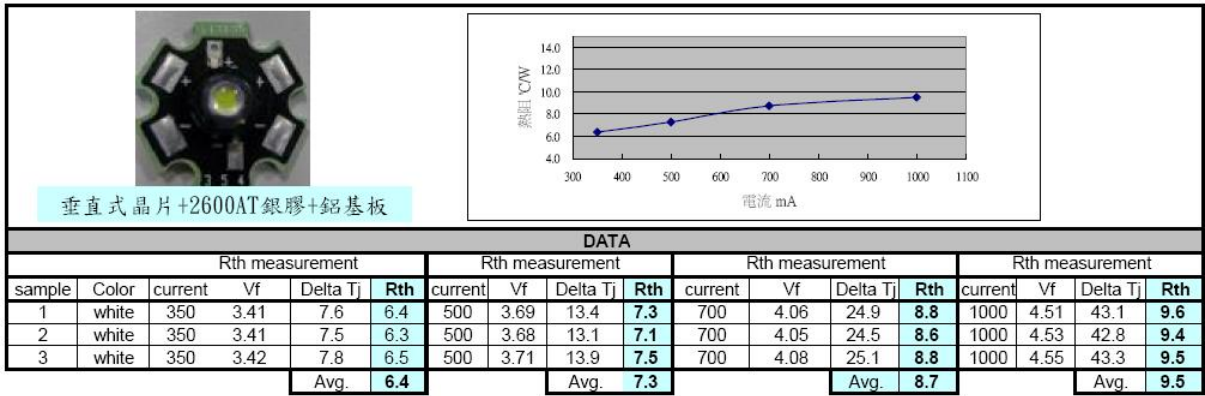 垂直式晶片+2600AT銀膠+鋁基板
熱阻 ℃/W
14.0
12.0
10.0
8.0
6.0
4.0
300 400 500 600 700 800 900 1000 1100
電流 mA
DATA
Rth measurement Rth measurement Rth measurement Rth measurement
sample Color current Vf Delta Tj Rth current Vf Delta Tj Rth current Vf Delta Tj Rth current Vf Delta Tj Rth
1 white 350 3.41 7.6 6.4 500 3.69 13.4 7.3 700 4.06 24.9 8.8 1000 4.51 43.1 9.6
2 white 350 3.41 7.5 6.3 500 3.68 13.1 7.1 700 4.05 24.5 8.6 1000 4.53 42.8 9.4
3 white 350 3.42 7.8 6.5 500 3.71 13.9 7.5 700 4.08 25.1 8.8 1000 4.55 43.3 9.5
Avg. 6.4 Avg. 7.3 Avg. 8.7 Avg. 9.5